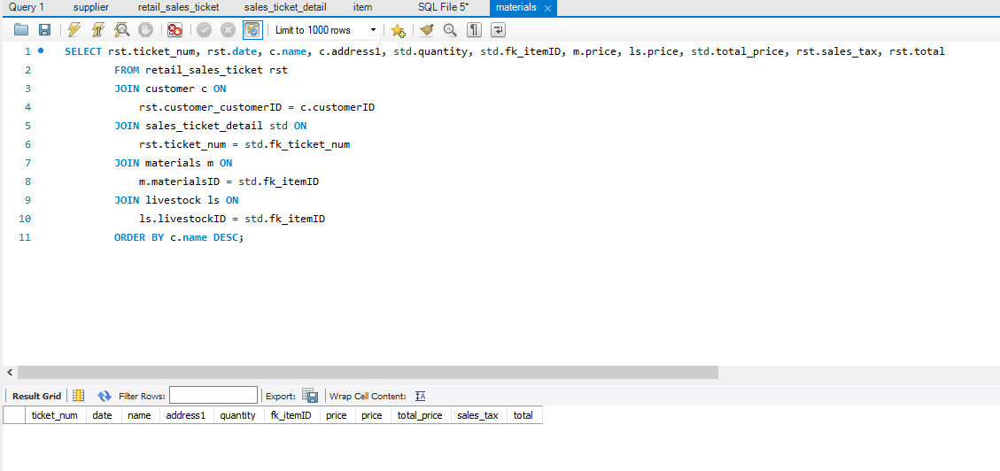 Query 1 supplier retail_sales_ticket sales_ticket_detail item SQL File 5* materials
Limit to 1000 rows
1 SELECT rst.ticket_num, rst.date, c.name, c.address1, std.quantity, std.fk_itemID, m.price, ls.price, std.total_price, rst.sales_tax, rst.total
2 FROM retail_sales_ticket rst
3 JOIN customer c ON
4 rst.customer_customerID = c.customerID
5 JOIN sales_ticket_detail std ON
6 rst.ticket_num = std.fk_ticket_num
7 JOIN materials m ON
8 m.materialsID = std.fk_itemID
9 JOIN livestock ls ON
10 ls.livestockID = std.fk_itemID
11 ORDER BY c.name DESC;
Result Grid Filter Rows: Export: Wrap Cell Content:
ticket_num date name address1 quantity fk_itemID price price total_price sales_tax total